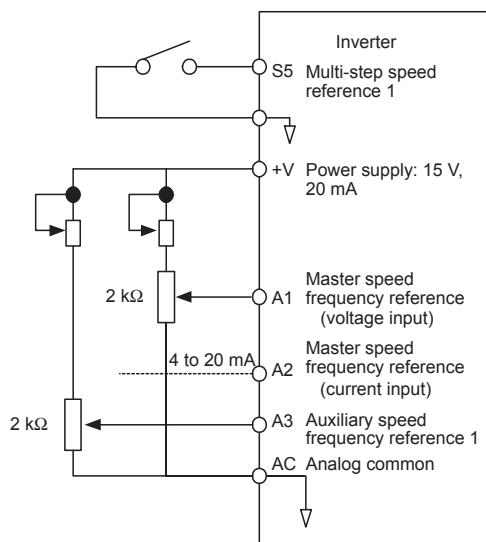 Inverter
S5 Multi-step speed
reference 1
+V Power supply: 15 V,
20 mA
2 kΩ
A1 Master speed
frequency reference
(voltage input)
4 to 20 mA
A2 Master speed
frequency reference
(current input)
2 kΩ
A3 Auxiliary speed
frequency reference 1
AC Analog common